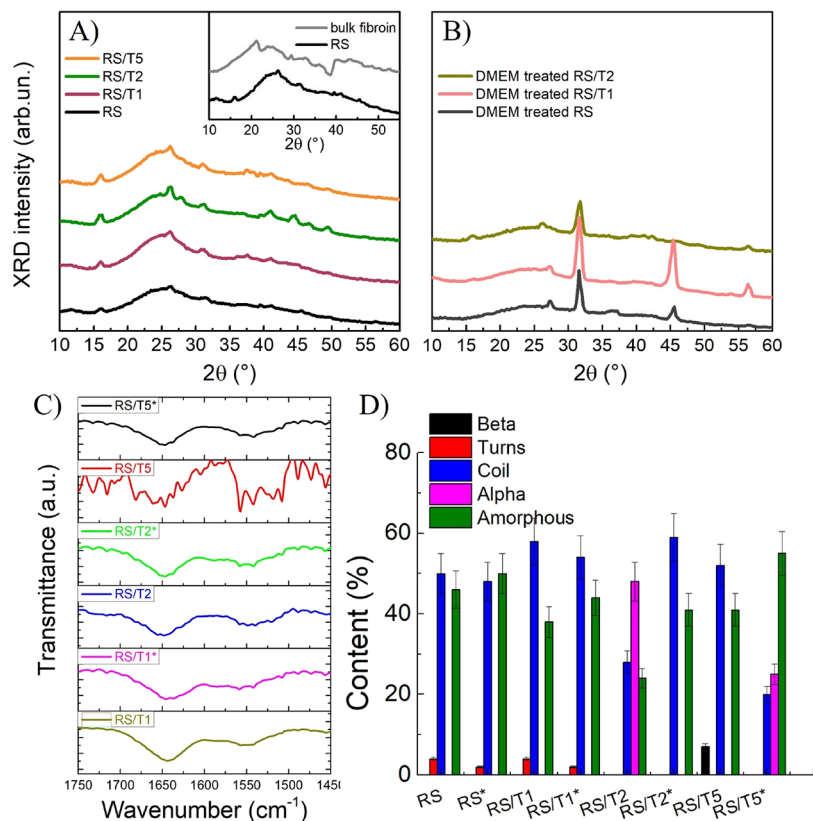 A)
RS/T5
RS/T2
RS/T1
RS
bulk fibroin
RS
10 20 30 40 50
2θ (°)
XRD intensity (arb.un.)
10 15 20 25 30 35 40 45 50 55 60
2θ (°)
B)
DMEM treated RS/T2
DMEM treated RS/T1
DMEM treated RS
10 15 20 25 30 35 40 45 50 55 60
2θ (°)
C)
RS/T5*
RS/T5
RS/T2*
RS/T2
RS/T1*
RS/T1
Transmittance (a.u.)
1750 1700 1650 1600 1550 1500 1450
Wavenumber (cm⁻¹)
D)
Beta
Turns
Coil
Alpha
Amorphous
80
60
40
20
0
Content (%)
RS RS* RS/T1 RS/T1* RS/T2 RS/T2* RS/T5 RS/T5*